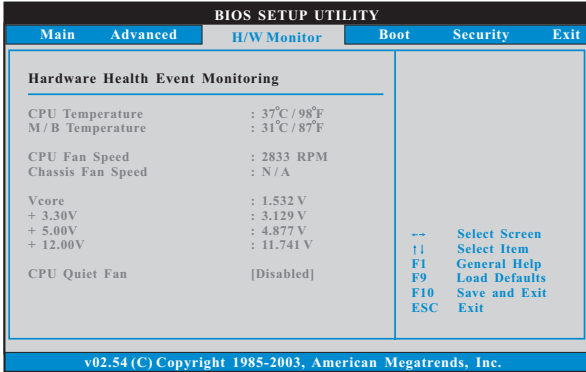 BIOS SETUP UTILITY
Main Advanced H/W Monitor Boot Security Exit
Hardware Health Event Monitoring
CPU Temperature : 37°C / 98°F
M / B Temperature : 31°C / 87°F
CPU Fan Speed : 2833 RPM
Chassis Fan Speed : N / A
Vcore : 1.532 V
+ 3.30V : 3.129 V
+ 5.00V : 4.877 V
+ 12.00V : 11.741 V
CPU Quiet Fan [Disabled]
←→ Select Screen
↑↓ Select Item
F1 General Help
F9 Load Defaults
F10 Save and Exit
ESC Exit
v02.54 (C) Copyright 1985-2003, American Megatrends, Inc.